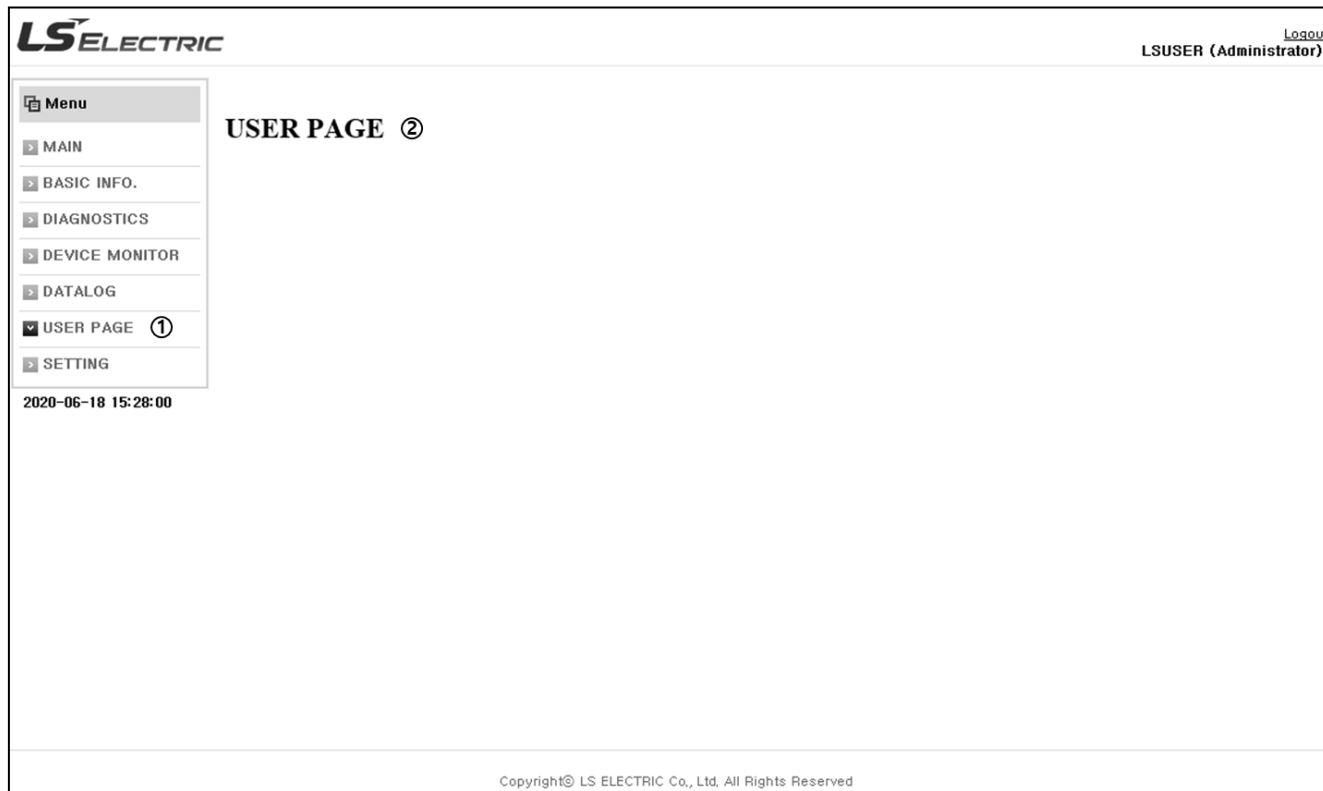 LS ELECTRIC
Logou
LSUSER (Administrator)
Menu
MAIN
BASIC INFO.
DIAGNOSTICS
DEVICE MONITOR
DATALOG
USER PAGE ①
SETTING
2020-06-18 15:28:00
USER PAGE ②
Copyrightⓒ LS ELECTRIC Co,, Ltd, All Rights Reserved